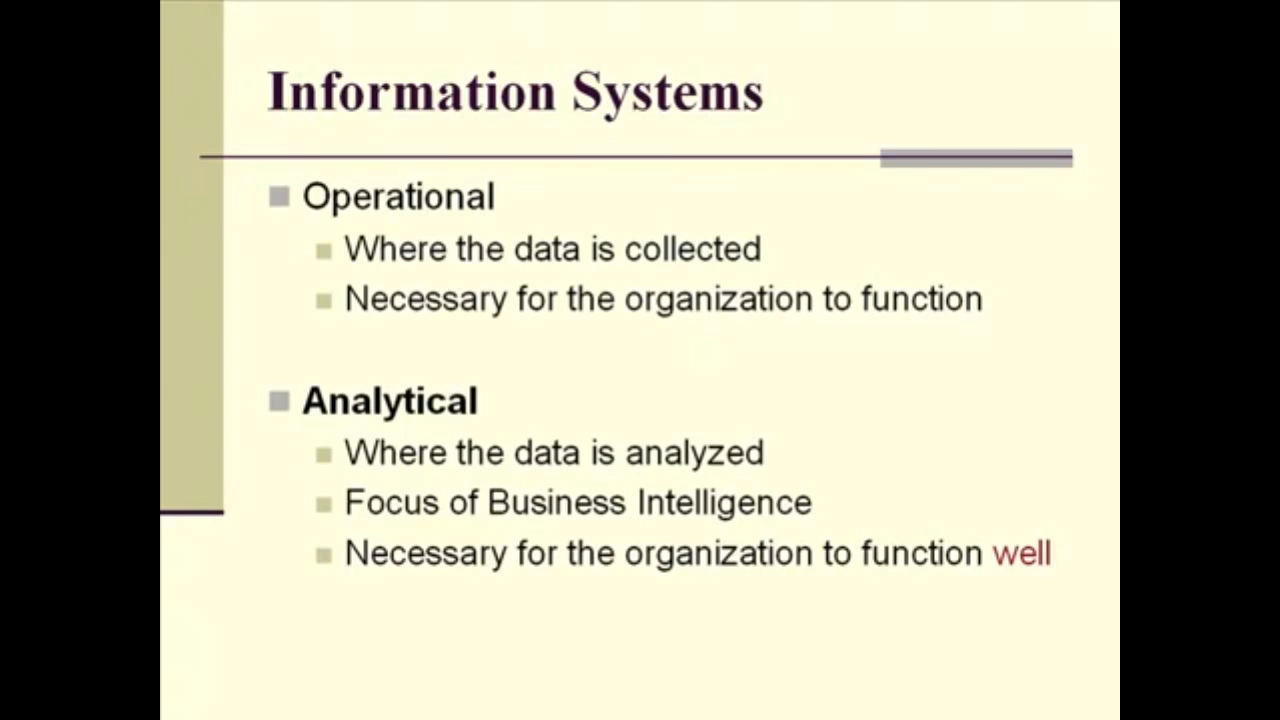 Information Systems
Operational
Where the data is collected
Necessary for the organization to function
Analytical
Where the data is analyzed
Focus of Business Intelligence
Necessary for the organization to function well